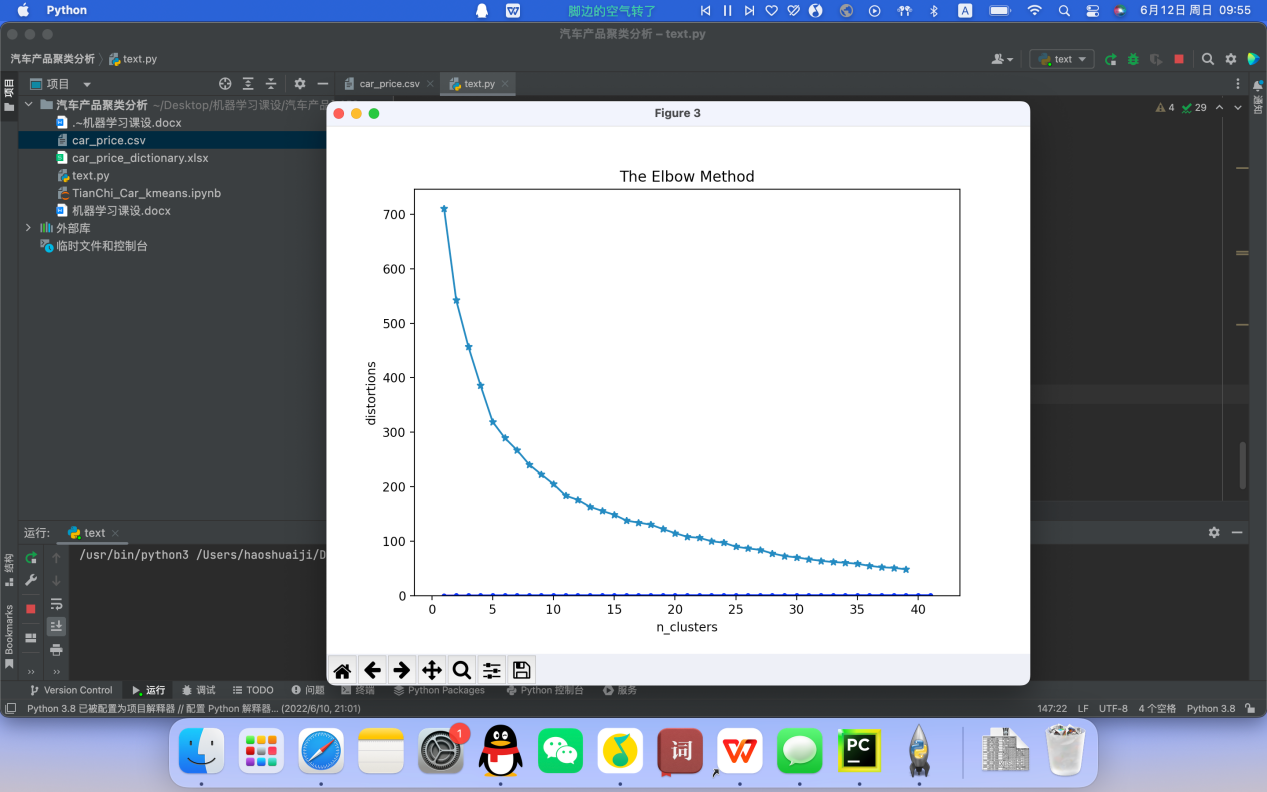 Python
脚边的空气转了
A
6月12日 周日 09:55
汽车产品聚类分析 – text.py
汽车产品聚类分析
text.py
text
项目
项目
car_price.csv
text.py
通知
汽车产品聚类分析 ~/Desktop/机器学习课设/汽车产品
4
29
.~机器学习课设.docx
car_price.csv
car_price_dictionary.xlsx
text.py
TianChi_Car_kmeans.ipynb
机器学习课设.docx
外部库
临时文件和控制台
Figure 3
The Elbow Method
700
600
500
400
300
200
100
0
distortions
0 5 10 15 20 25 30 35 40
n_clusters
运行:
text
/usr/bin/python3 /Users/haoshuaiji/D
结构
Bookmarks
Version Control
运行
调试
TODO
问题
终端
Python Packages
Python 控制台
服务
Python 3.8 已被配置为项目解释器 // 配置 Python 解释器... (2022/6/10, 21:01)
147:22 LF UTF-8 4 个空格 Python 3.8
1
词
PC